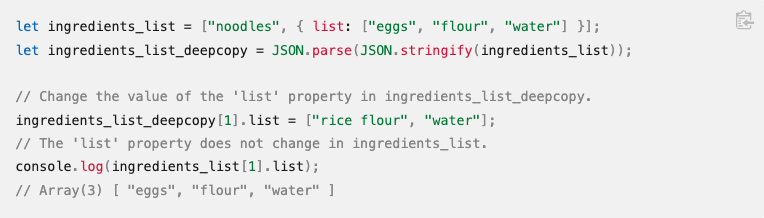 let ingredients_list = ["noodles", { list: ["eggs", "flour", "water"] }];
let ingredients_list_deepcopy = JSON.parse(JSON.stringify(ingredients_list));
// Change the value of the 'list' property in ingredients_list_deepcopy.
ingredients_list_deepcopy[1].list = ["rice flour", "water"];
// The 'list' property does not change in ingredients_list.
console.log(ingredients_list[1].list);
// Array(3) [ "eggs", "flour", "water" ]